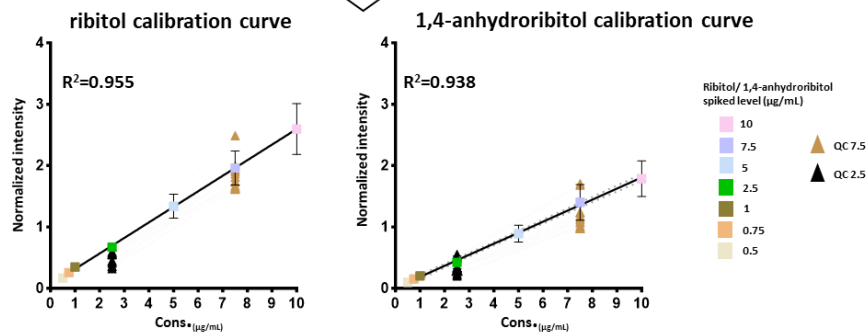 ribitol calibration curve
R²=0.955
Normalized intensity
4
3
2
1
0
0 1 2 3 4 5 6 7 8 9 10
Cons.(µg/mL)
1,4-anhydroribitol calibration curve
R²=0.938
Normalized intensity
4
3
2
1
0
0 1 2 3 4 5 6 7 8 9 10
Cons.(µg/mL)
Ribitol/ 1,4-anhydroribitol
spiked level (µg/mL)
10
7.5
5
2.5
1
0.75
0.5
QC 7.5
QC 2.5